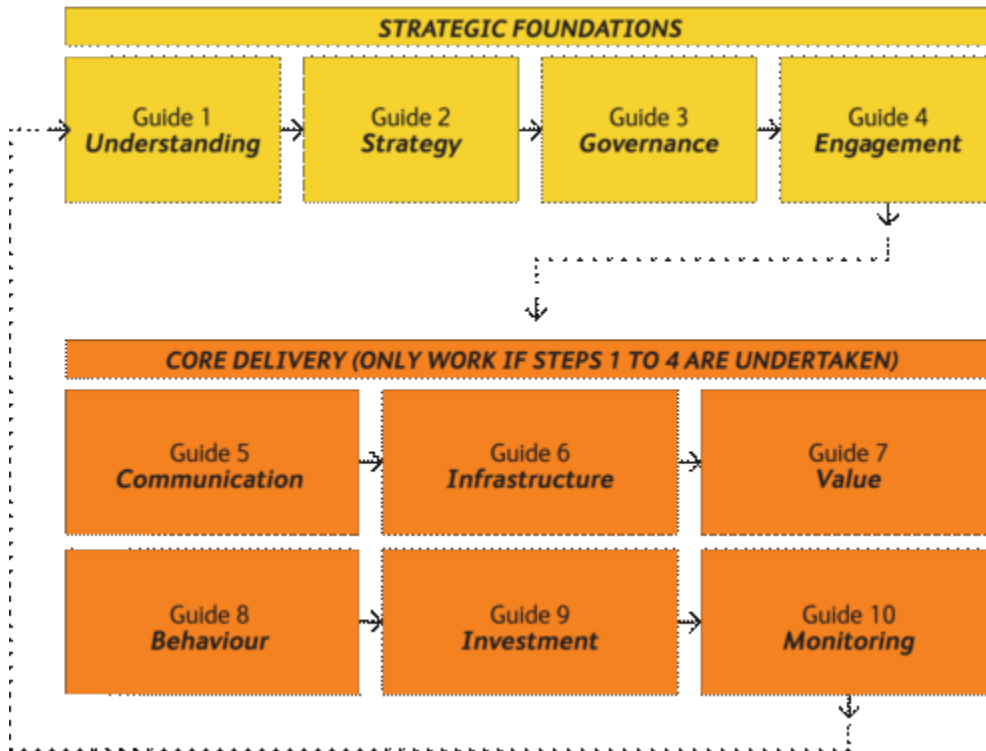 STRATEGIC FOUNDATIONS
Guide 1
Understanding
Guide 2
Strategy
Guide 3
Governance
Guide 4
Engagement
CORE DELIVERY (ONLY WORK IF STEPS 1 TO 4 ARE UNDERTAKEN)
Guide 5
Communication
Guide 6
Infrastructure
Guide 7
Value
Guide 8
Behaviour
Guide 9
Investment
Guide 10
Monitoring